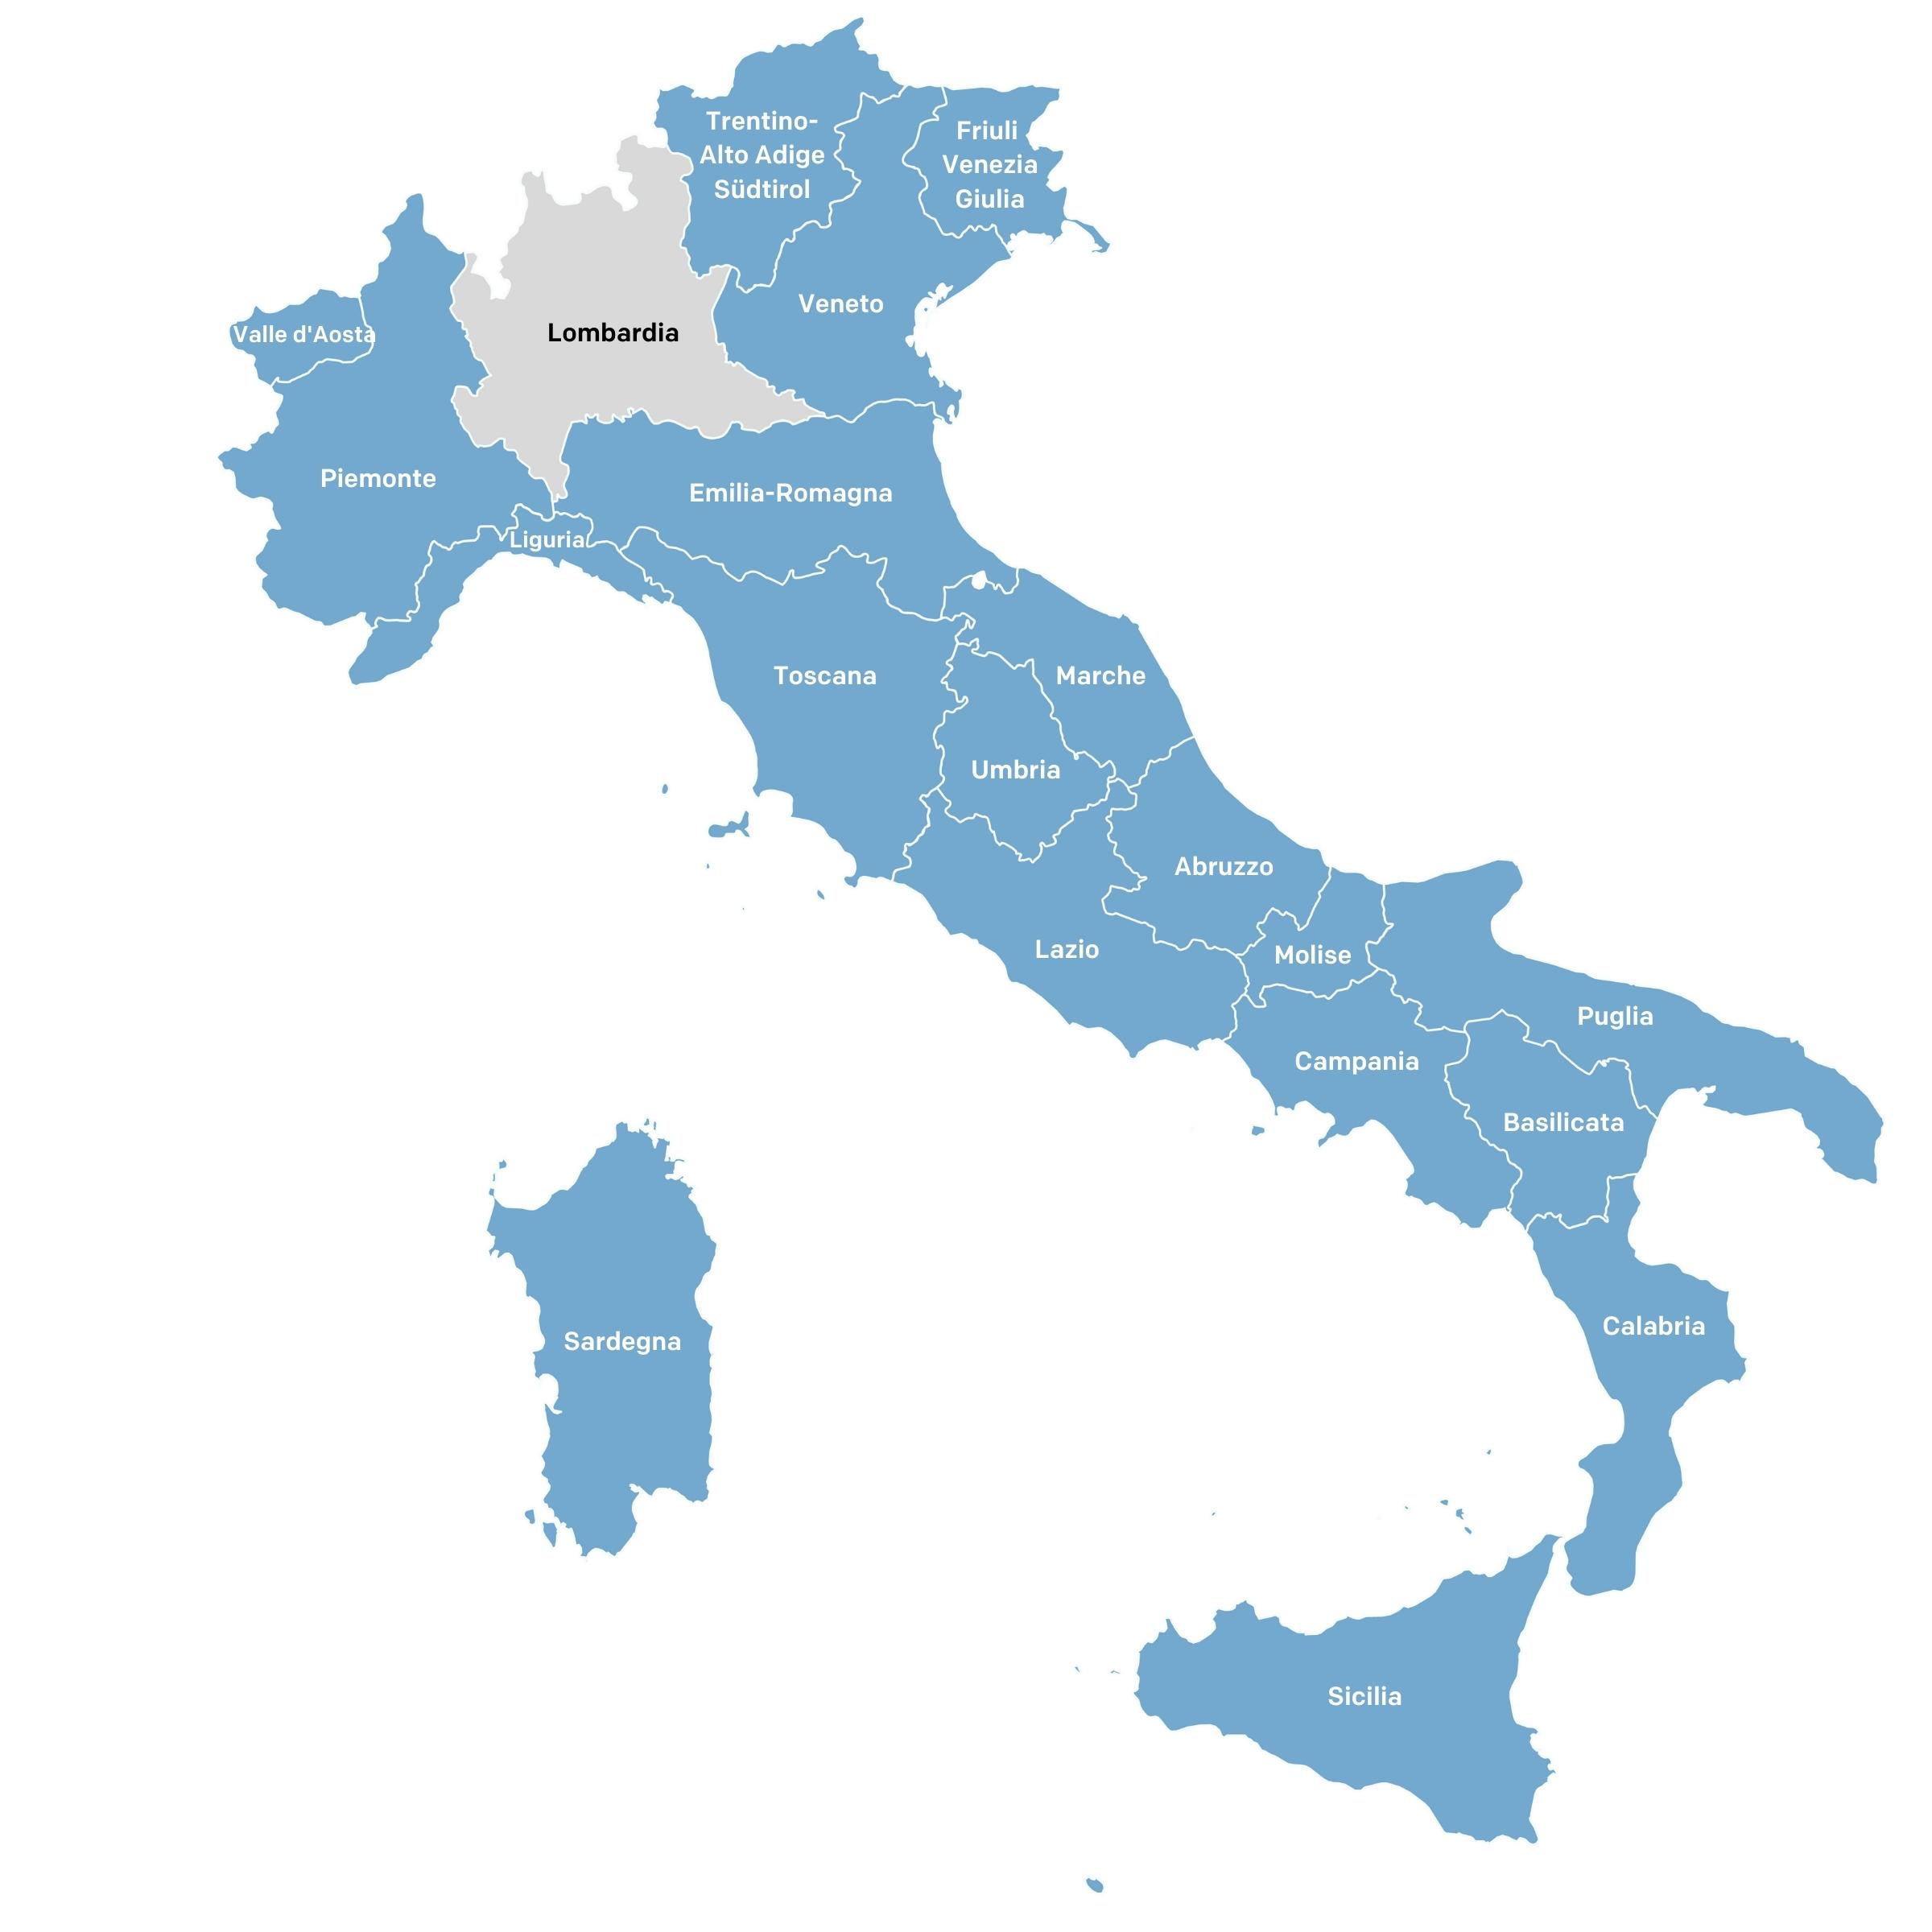 Trentino-
Alto Adige
Südtirol
Friuli
Venezia
Giulia
Veneto
Lombardia
Valle d'Aosta
Piemonte
Emilia-Romagna
Liguria
Toscana
Marche
Umbria
Abruzzo
Lazio
Molise
Puglia
Campania
Basilicata
Calabria
Sardegna
Sicilia